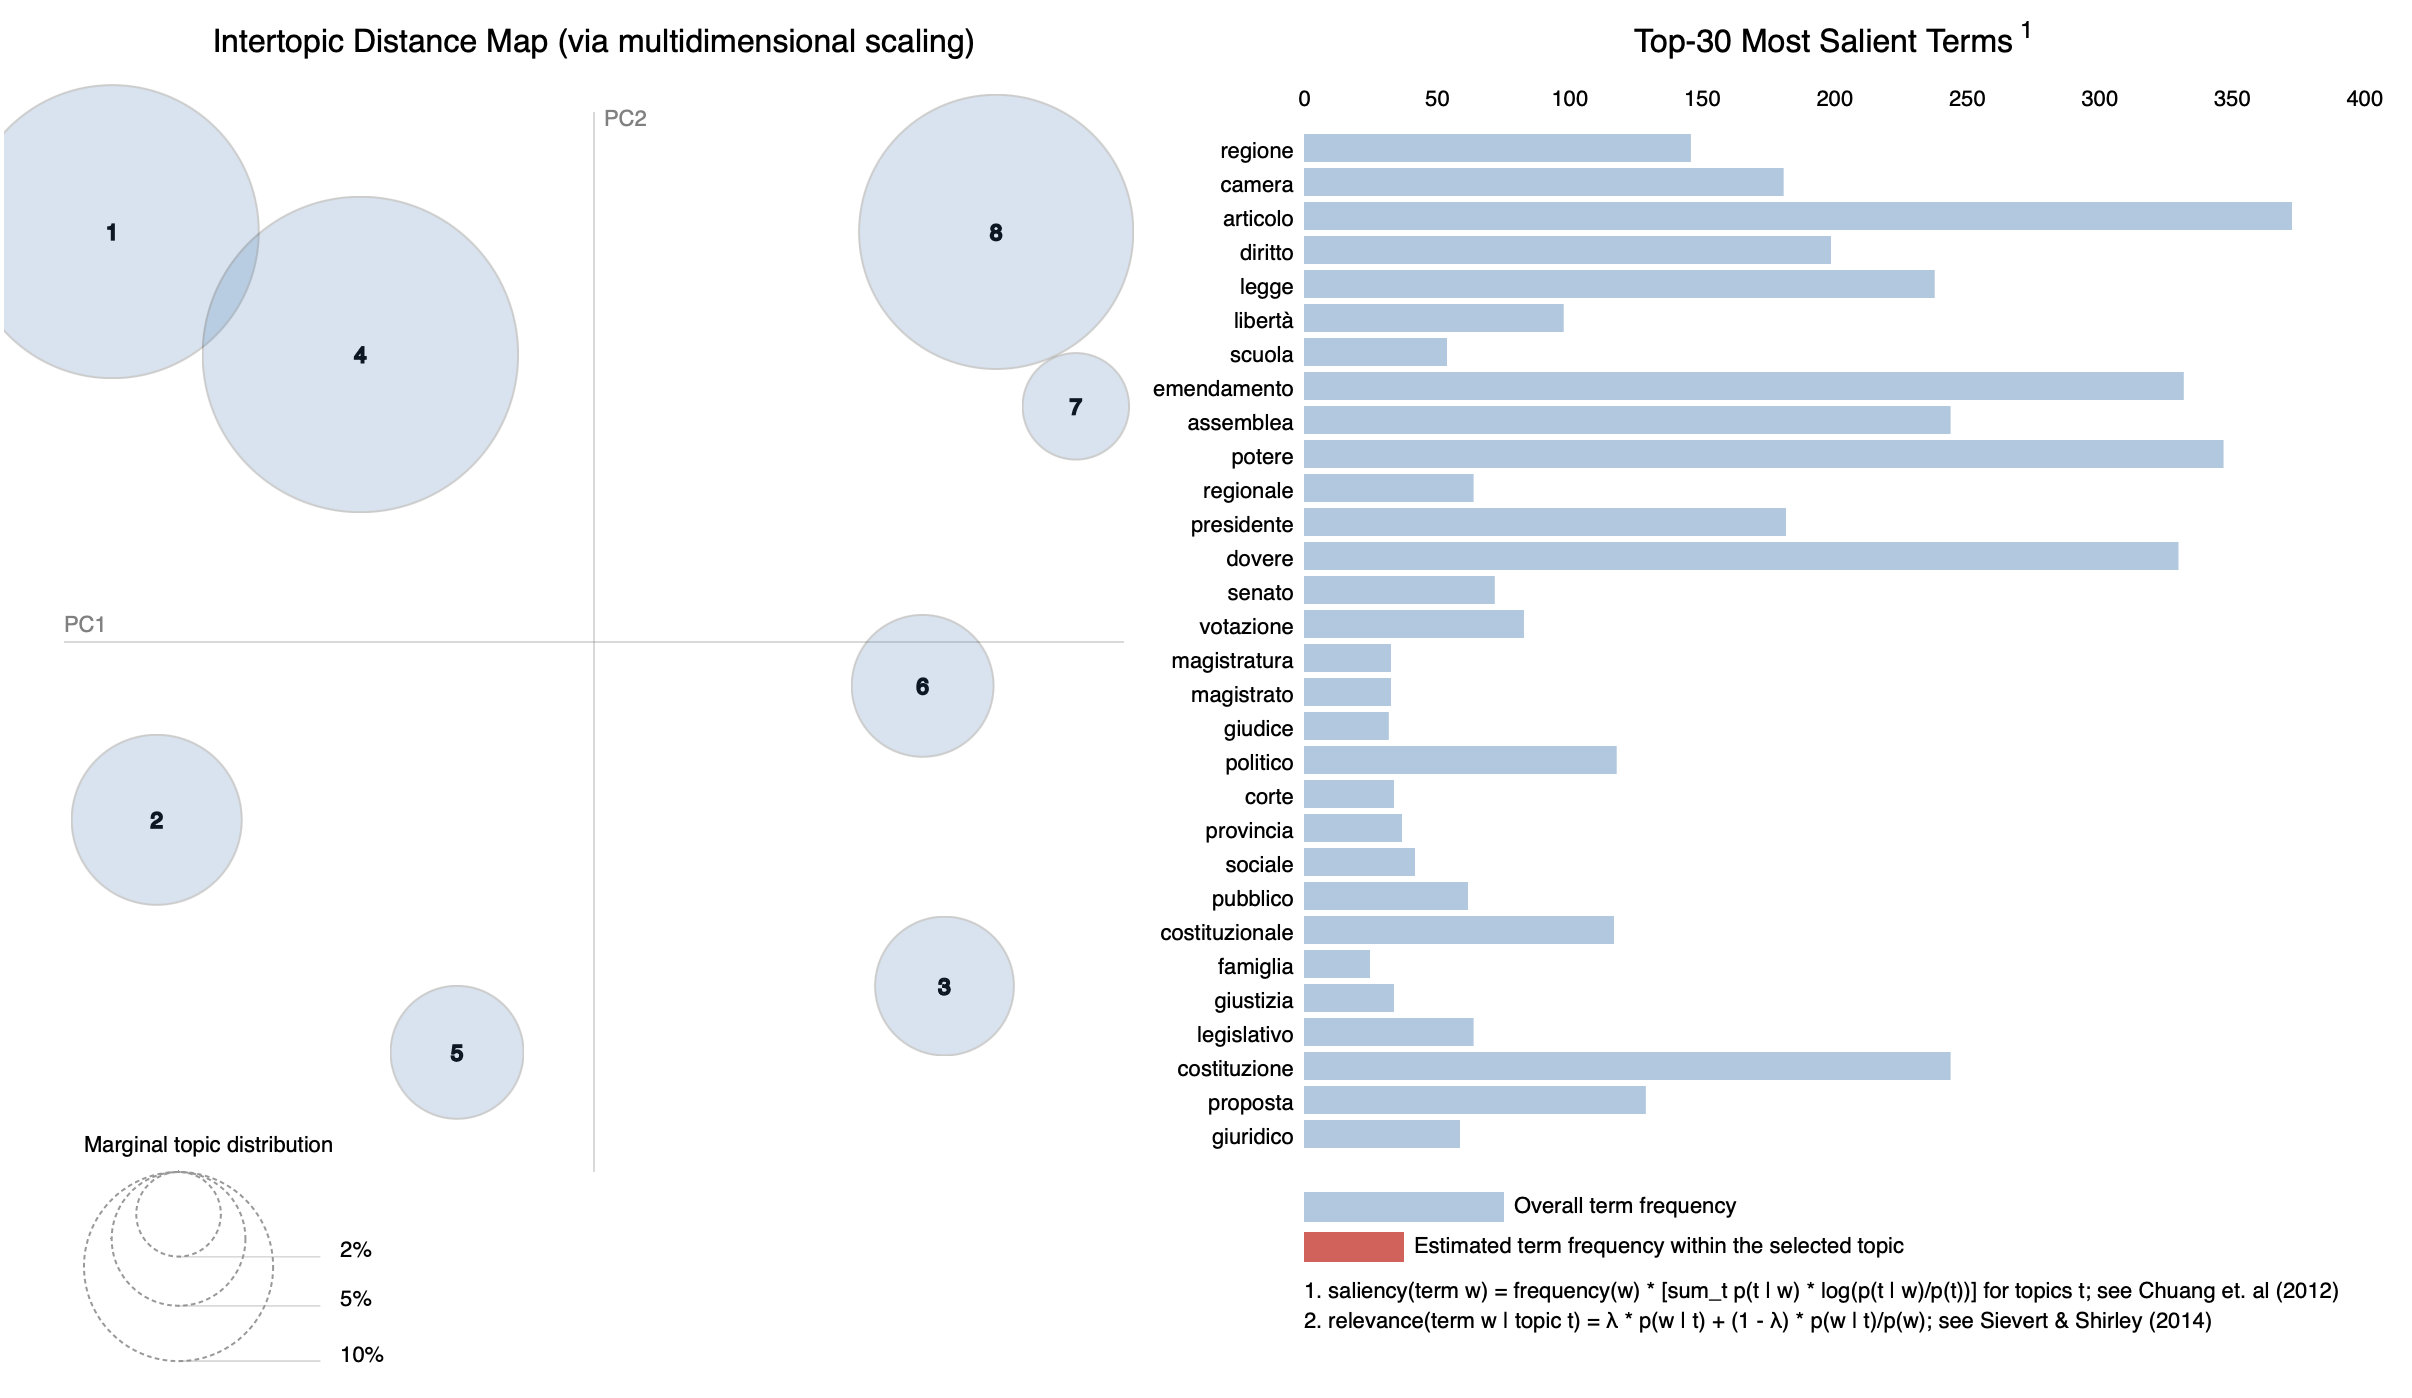 Intertopic Distance Map (via multidimensional scaling)
PC2
PC1
1
4
8
7
6
2
3
5
Marginal topic distribution
2%
5%
10%
Top-30 Most Salient Terms 1
0 50 100 150 200 250 300 350 400
regione
camera
articolo
diritto
legge
libertà
scuola
emendamento
assemblea
potere
regionale
presidente
dovere
senato
votazione
magistratura
magistrato
giudice
politico
corte
provincia
sociale
pubblico
costituzionale
famiglia
giustizia
legislativo
costituzione
proposta
giuridico
Overall term frequency
Estimated term frequency within the selected topic
1. saliency(term w) = frequency(w) * [sum_t p(t | w) * log(p(t | w)/p(t))] for topics t; see Chuang et. al (2012)
2. relevance(term w | topic t) = λ * p(w | t) + (1 - λ) * p(w | t)/p(w); see Sievert & Shirley (2014)